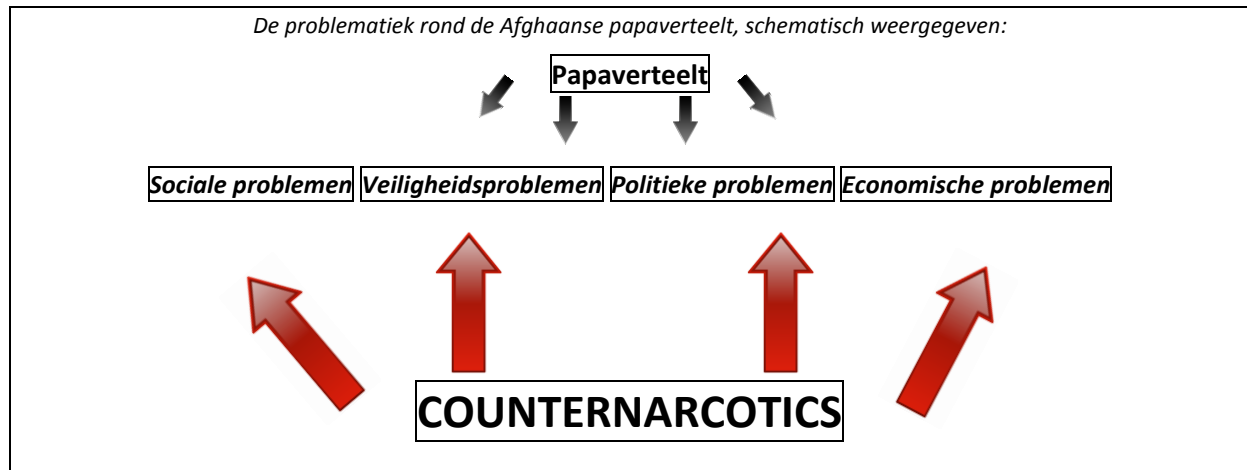 De problematiek rond de Afghaanse papaverteelt, schematisch weergegeven:
Papaverteelt
Sociale problemen Veiligheidsproblemen Politieke problemen Economische problemen
COUNTERNARCOTICS